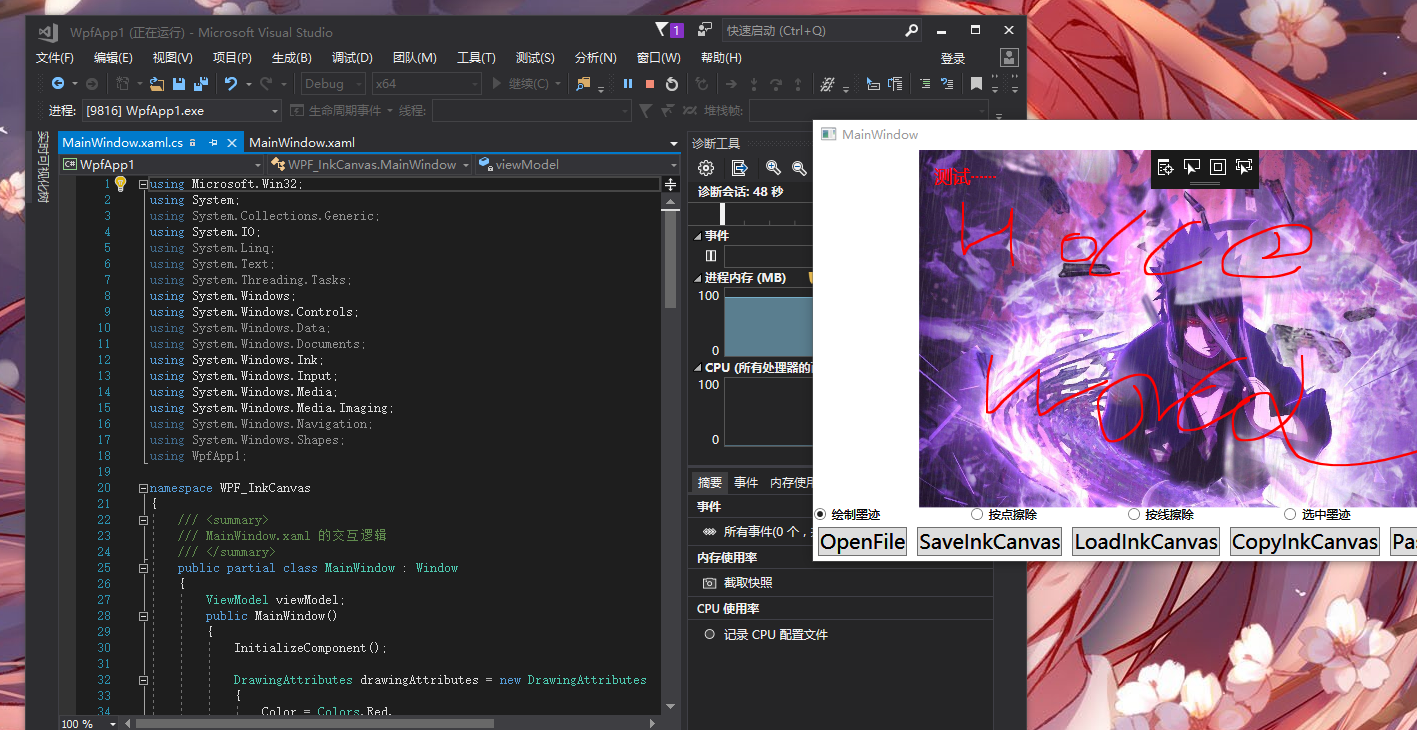 WpfApp1 (正在运行) - Microsoft Visual Studio
1
快速启动 (Ctrl+Q)
文件(F) 编辑(E) 视图(V) 项目(P) 生成(B) 调试(D) 团队(M) 工具(T) 测试(S) 分析(N) 窗口(W) 帮助(H) 登录
Debug x64 继续(C)
进程: [9816] WpfApp1.exe 生命周期事件 线程: 堆栈帧:
实时可视化树
MainWindow.xaml.cs MainWindow.xaml
WpfApp1 WPF_InkCanvas.MainWindow viewModel
1 using Microsoft.Win32;
2 using System;
3 using System.Collections.Generic;
4 using System.IO;
5 using System.Linq;
6 using System.Text;
7 using System.Threading.Tasks;
8 using System.Windows;
9 using System.Windows.Controls;
10 using System.Windows.Data;
11 using System.Windows.Documents;
12 using System.Windows.Ink;
13 using System.Windows.Input;
14 using System.Windows.Media;
15 using System.Windows.Media.Imaging;
16 using System.Windows.Navigation;
17 using System.Windows.Shapes;
18 using WpfApp1;
19
20 namespace WPF_InkCanvas
21 {
22 /// <summary>
23 /// MainWindow.xaml 的交互逻辑
24 /// </summary>
25 public partial class MainWindow : Window
26 {
27 ViewModel viewModel;
28 public MainWindow()
29 {
30 InitializeComponent();
31
32 DrawingAttributes drawingAttributes = new DrawingAttributes
33 {
34 Color = Colors.Red,
100 %
诊断工具
诊断会话: 48 秒
事件
进程内存 (MB)
100
0
CPU (所有处理器的
100
0
摘要 事件 内存使用
事件
所有事件(0 个，
内存使用率
截取快照
CPU 使用率
记录 CPU 配置文件
MainWindow
测试······
绘制墨迹 按点擦除 按线擦除 选中墨迹
OpenFile SaveInkCanvas LoadInkCanvas CopyInkCanvas Pa